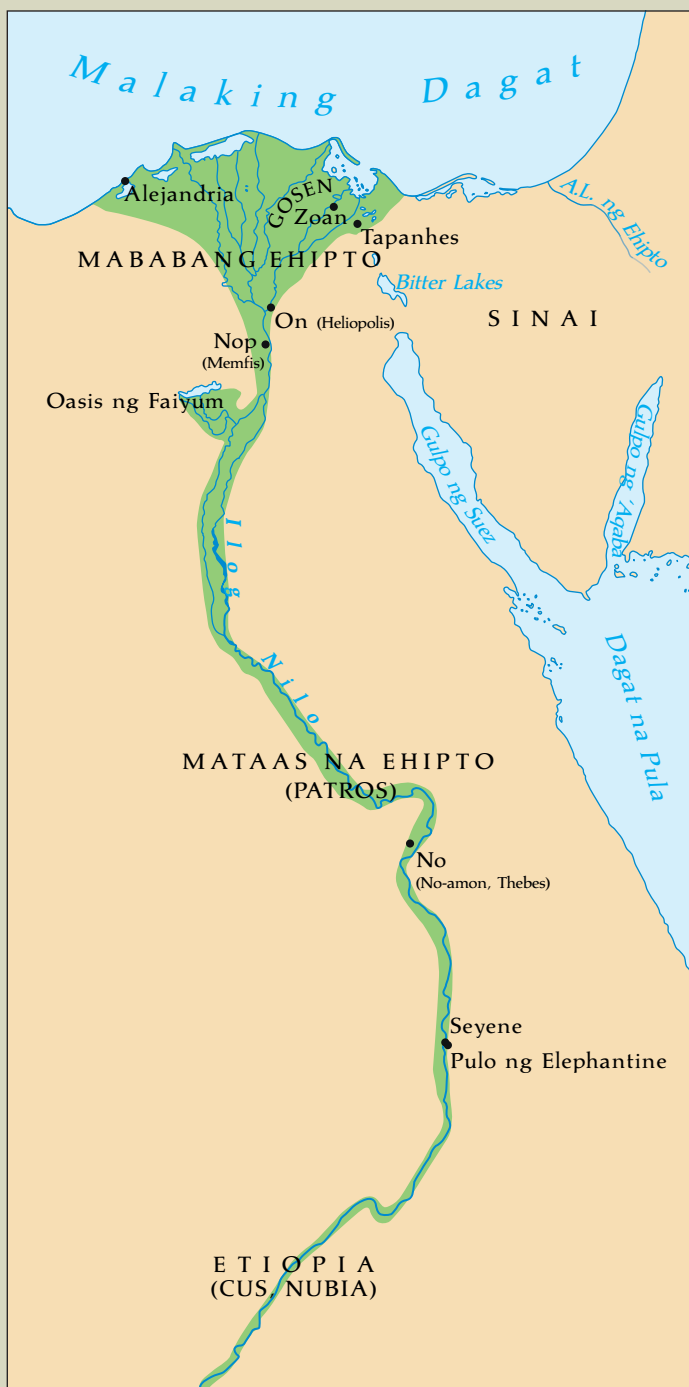 Malaking Dagat
Alejandria
GOSEN
Zoan
Tapanhes
A.L. ng Ehipto
MABABANG EHIPTO
Bitter Lakes
On (Heliopolis)
SINAI
Nop
(Memfis)
Oasis ng Faiyum
Gulpo ng Suez
Gulpo ng ʽAqaba
Ilog Nilo
Dagat na Pula
MATAAS NA EHIPTO
(PATROS)
No
(No-amon, Thebes)
Seyene
Pulo ng Elephantine
ETIOPIA
(CUS, NUBIA)